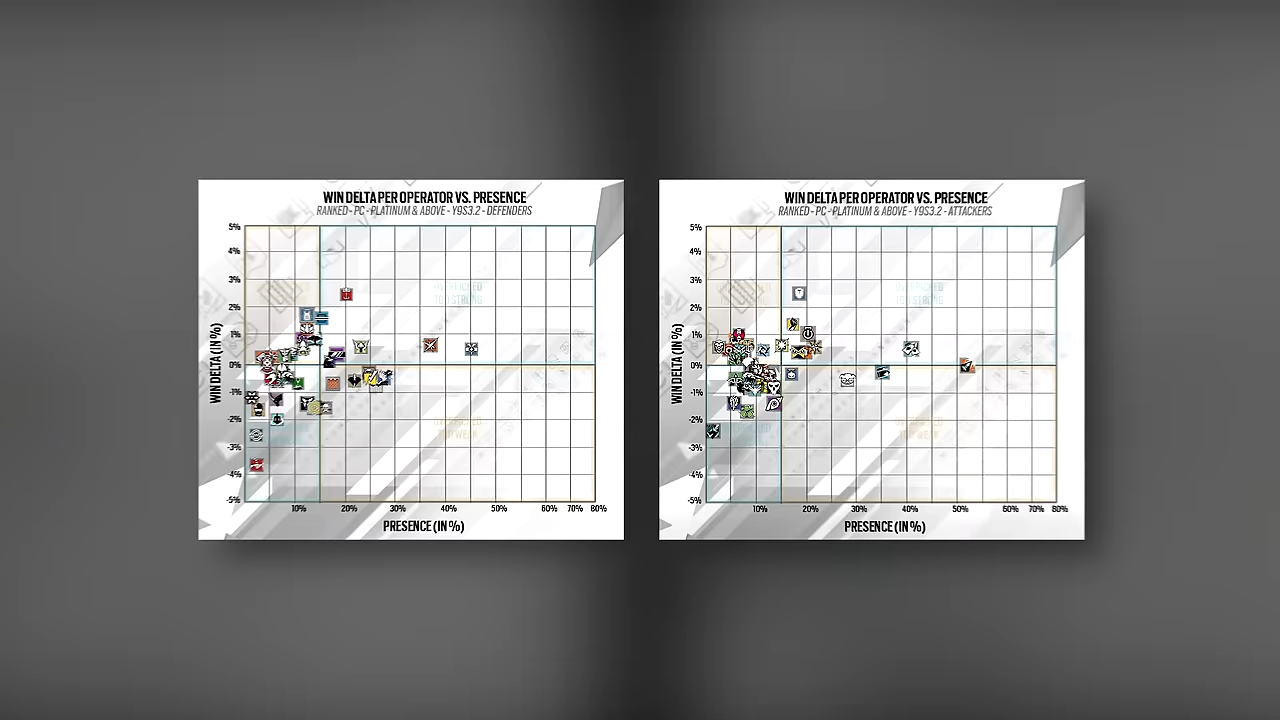 WIN DELTA PER OPERATOR VS. PRESENCE
RANKED - PC - PLATINUM & ABOVE - Y9S3.2 - DEFENDERS
5%
4%
3%
2%
1%
0%
-1%
-2%
-3%
-4%
-5%
WIN DELTA (IN %)
10% 20% 30% 40% 50% 60% 70% 80%
PRESENCE (IN %)
WIN DELTA PER OPERATOR VS. PRESENCE
RANKED - PC - PLATINUM & ABOVE - Y9S3.2 - ATTACKERS
5%
4%
3%
2%
1%
0%
-1%
-2%
-3%
-4%
-5%
WIN DELTA (IN %)
10% 20% 30% 40% 50% 60% 70% 80%
PRESENCE (IN %)